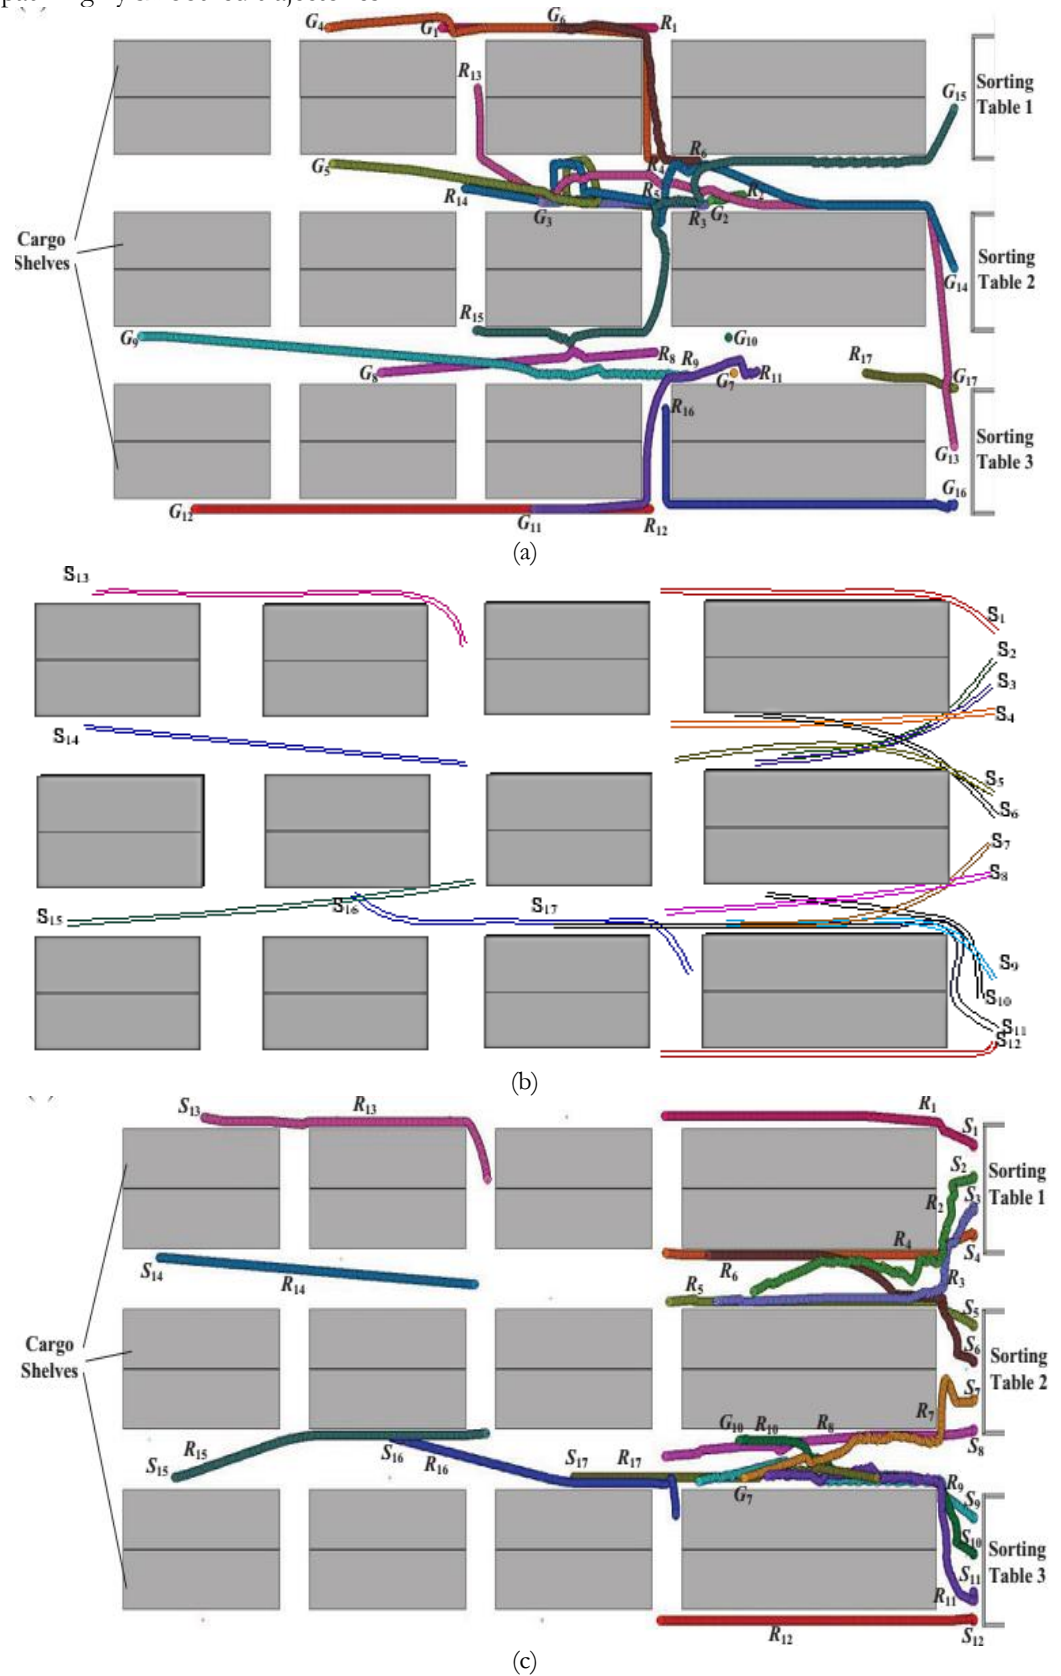 G4
G1
G6
R1
R13
Sorting
Table 1
G15
G5
R14
G3
R4
R6
R5
R3
R2
G2
Cargo
Shelves
Sorting
Table 2
G14
R15
G9
G8
R8
R9
G10
G7
R11
R17
G17
R16
Sorting
Table 3
G13
G16
G12
G11
R12
(a)
S13
S1
S2
S3
S4
S14
S5
S6
S7
S8
S15
S16
S17
S9
S10
S11
S12
(b)
S13
R13
R1
S1
S2
Sorting
Table 1
S3
R2
R4
S4
S14
R14
R6
R3
R5
S5
Cargo
Shelves
S6
Sorting
Table 2
S7
R7
G10
R10
R8
S8
R15
S15
S16
R16
S17
R17
G7
R9
S9
S10
Sorting
Table 3
S11
R11
R12
S12
(c)